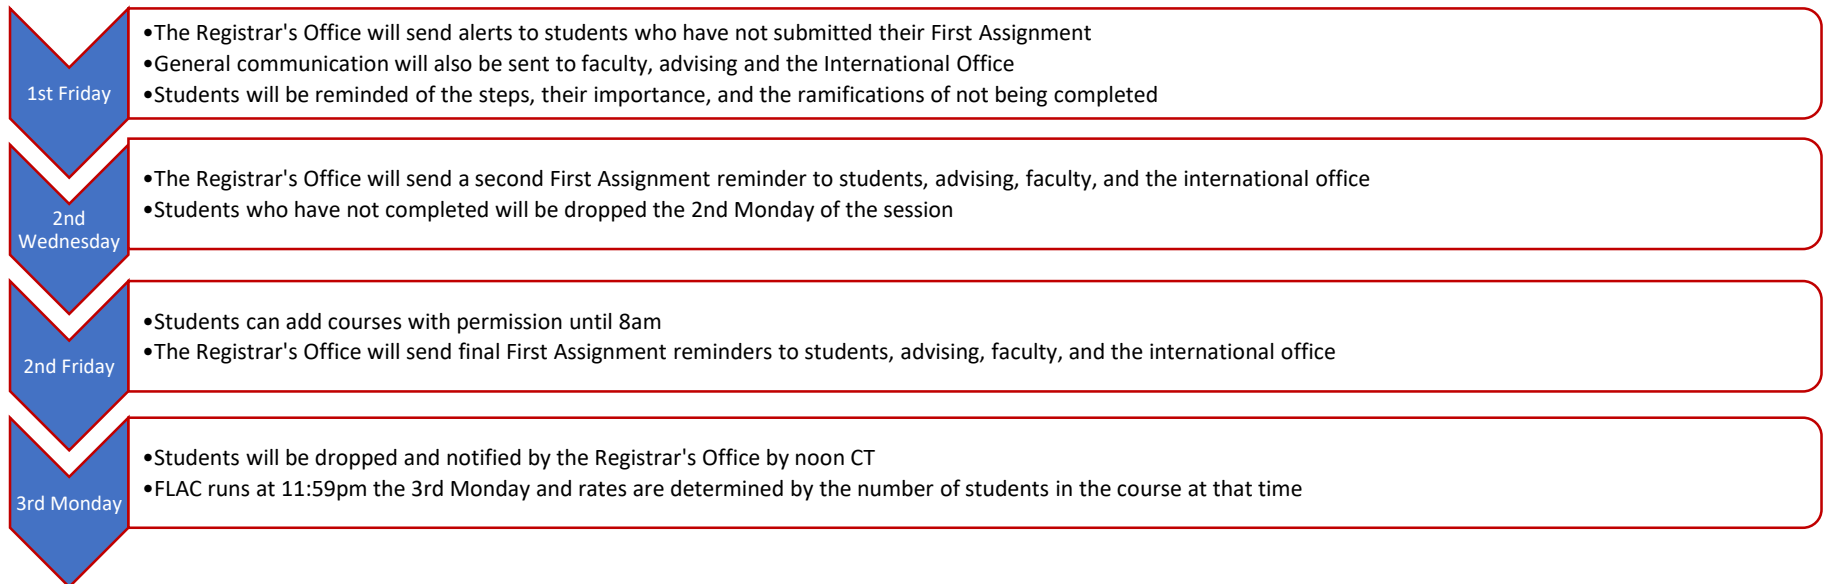 1st Friday
•The Registrar's Office will send alerts to students who have not submitted their First Assignment
•General communication will also be sent to faculty, advising and the International Office
•Students will be reminded of the steps, their importance, and the ramifications of not being completed
2nd
Wednesday
•The Registrar's Office will send a second First Assignment reminder to students, advising, faculty, and the international office
•Students who have not completed will be dropped the 2nd Monday of the session
2nd Friday
•Students can add courses with permission until 8am
•The Registrar's Office will send final First Assignment reminders to students, advising, faculty, and the international office
3rd Monday
•Students will be dropped and notified by the Registrar's Office by noon CT
•FLAC runs at 11:59pm the 3rd Monday and rates are determined by the number of students in the course at that time